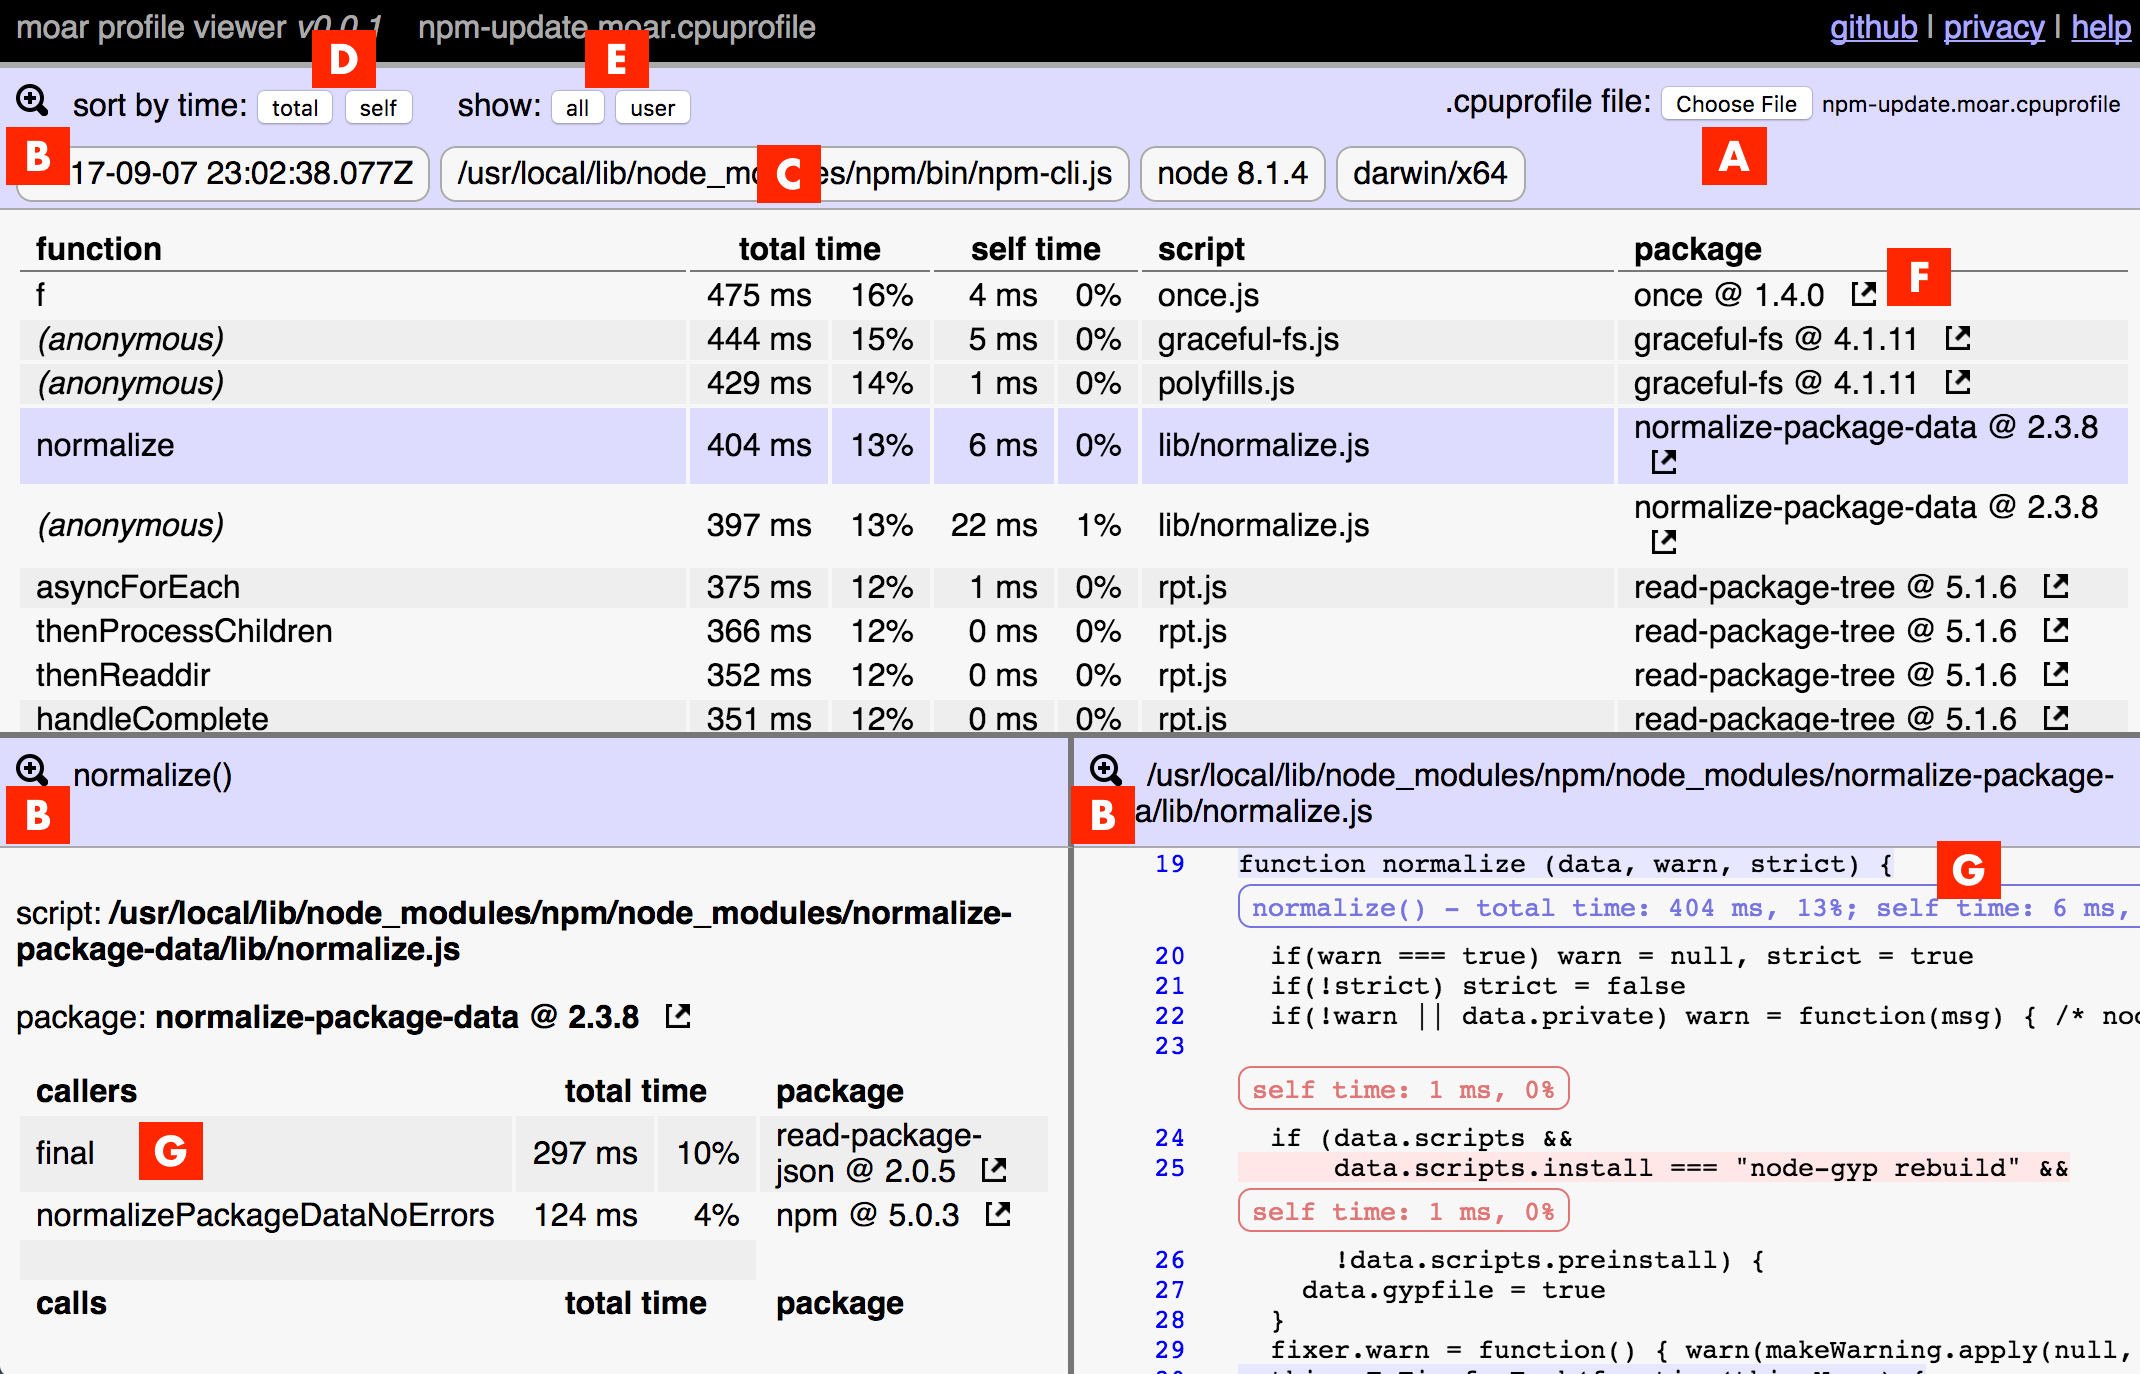 moar profile viewer v0.0.1 npm-update.moar.cpuprofile github | privacy | help
D E
sort by time: total self show: all user .cpuprofile file: Choose File npm-update.moar.cpuprofile
B 17-09-07 23:02:38.077Z /usr/local/lib/node_mo C es/npm/bin/npm-cli.js node 8.1.4 darwin/x64 A
function total time self time script package
F
f 475 ms 16% 4 ms 0% once.js once @ 1.4.0
(anonymous) 444 ms 15% 5 ms 0% graceful-fs.js graceful-fs @ 4.1.11
(anonymous) 429 ms 14% 1 ms 0% polyfills.js graceful-fs @ 4.1.11
normalize 404 ms 13% 6 ms 0% lib/normalize.js normalize-package-data @ 2.3.8
(anonymous) 397 ms 13% 22 ms 1% lib/normalize.js normalize-package-data @ 2.3.8
asyncForEach 375 ms 12% 1 ms 0% rpt.js read-package-tree @ 5.1.6
thenProcessChildren 366 ms 12% 0 ms 0% rpt.js read-package-tree @ 5.1.6
thenReaddir 352 ms 12% 0 ms 0% rpt.js read-package-tree @ 5.1.6
handleComplete 351 ms 12% 0 ms 0% rpt.js read-package-tree @ 5.1.6
normalize()
B
script: /usr/local/lib/node_modules/npm/node_modules/normalize-
package-data/lib/normalize.js
package: normalize-package-data @ 2.3.8
callers total time package
final G 297 ms 10% read-package-
json @ 2.0.5
normalizePackageDataNoErrors 124 ms 4% npm @ 5.0.3
calls total time package
/usr/local/lib/node_modules/npm/node_modules/normalize-package-
B a/lib/normalize.js
19 function normalize (data, warn, strict) {
G
normalize() - total time: 404 ms, 13%; self time: 6 ms,
20 if(warn === true) warn = null, strict = true
21 if(!strict) strict = false
22 if(!warn || data.private) warn = function(msg) { /* noo
23
self time: 1 ms, 0%
24 if (data.scripts &&
25 data.scripts.install === "node-gyp rebuild" &&
self time: 1 ms, 0%
26 !data.scripts.preinstall) {
27 data.gypfile = true
28 }
29 fixer.warn = function() { warn(makeWarning.apply(null,